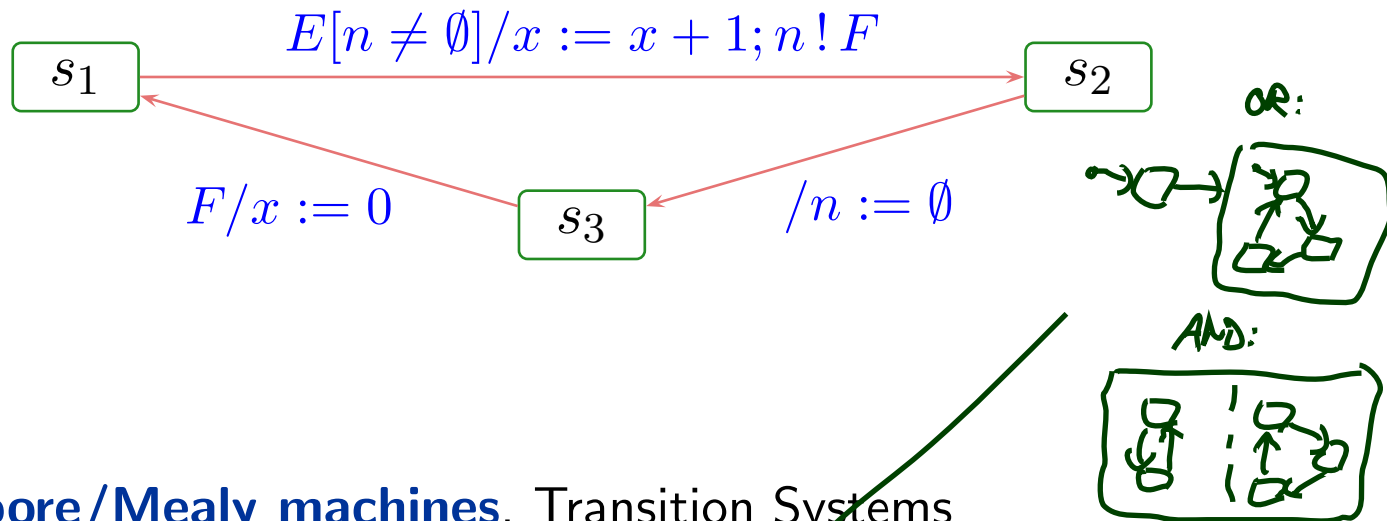 E[n ≠ ∅]/x := x + 1; n ! F
s₁
s₂
OR:
F/x := 0
s₃
/n := ∅
AND:
oore/Mealy machines, Transition Systems